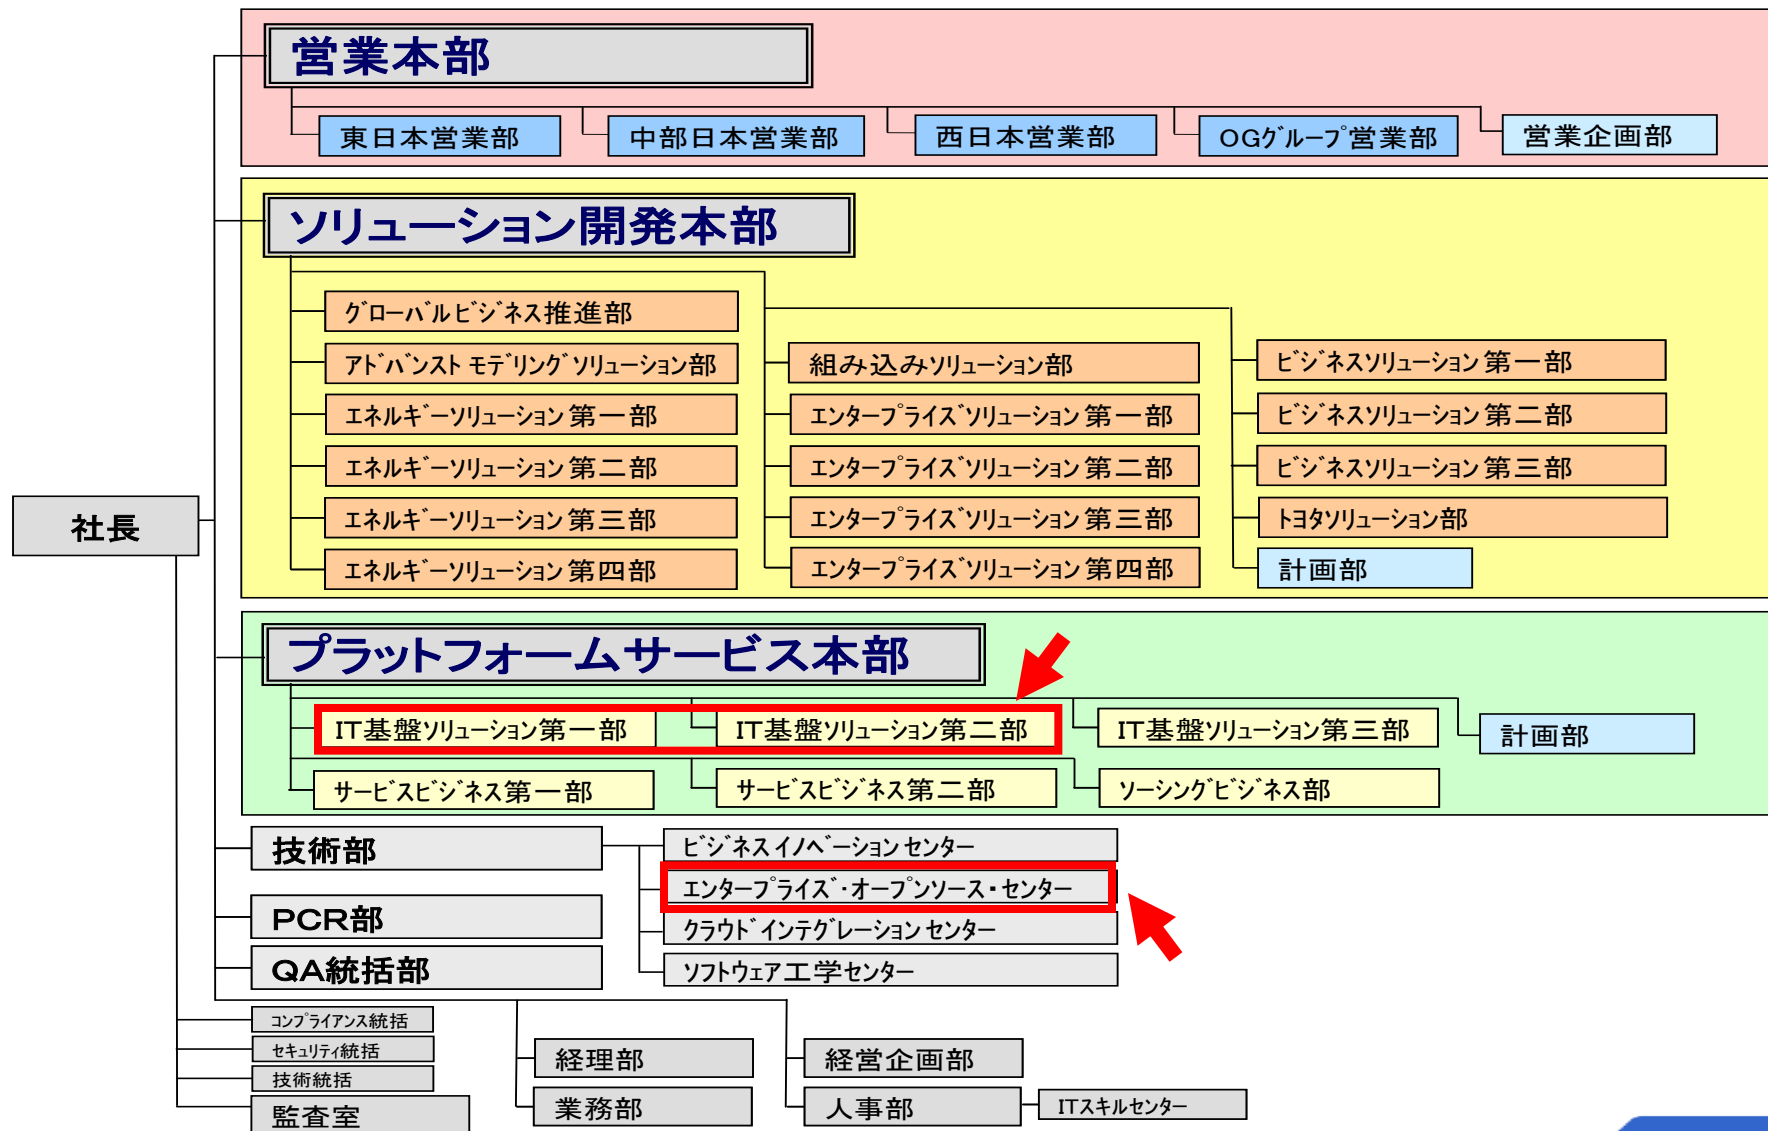 営業本部
東日本営業部
中部日本営業部
西日本営業部
OGグループ営業部
営業企画部
ソリューション開発本部
グローバルビジネス推進部
アドバンストモデリングソリューション部
組み込みソリューション部
ビジネスソリューション第一部
エネルギーソリューション第一部
エンタープライズソリューション第一部
ビジネスソリューション第二部
エネルギーソリューション第二部
エンタープライズソリューション第二部
ビジネスソリューション第三部
社長
エネルギーソリューション第三部
エンタープライズソリューション第三部
トヨタソリューション部
エネルギーソリューション第四部
エンタープライズソリューション第四部
計画部
プラットフォームサービス本部
IT基盤ソリューション第一部
IT基盤ソリューション第二部
IT基盤ソリューション第三部
計画部
サービスビジネス第一部
サービスビジネス第二部
ソーシングビジネス部
技術部
ビジネスイノベーションセンター
エンタープライズ・オープンソース・センター
PCR部
クラウドインテグレーションセンター
QA統括部
ソフトウェア工学センター
コンプライアンス統括
セキュリティ統括
技術統括
監査室
経理部
経営企画部
業務部
人事部
ITスキルセンター